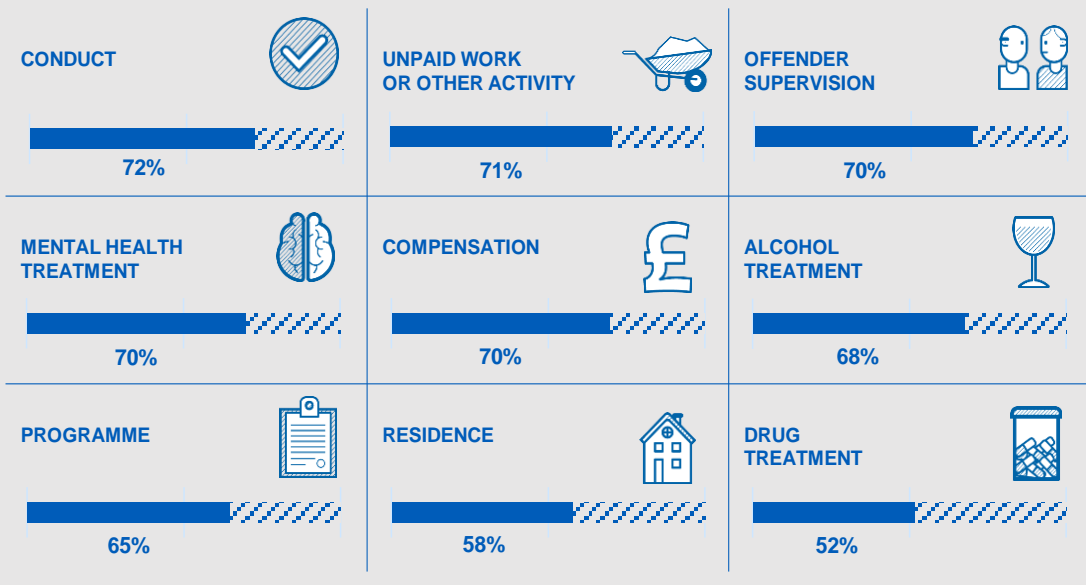 CONDUCT
72%
UNPAID WORK
OR OTHER ACTIVITY
71%
OFFENDER
SUPERVISION
70%
MENTAL HEALTH
TREATMENT
70%
COMPENSATION
£
70%
ALCOHOL
TREATMENT
68%
PROGRAMME
65%
RESIDENCE
58%
DRUG
TREATMENT
52%